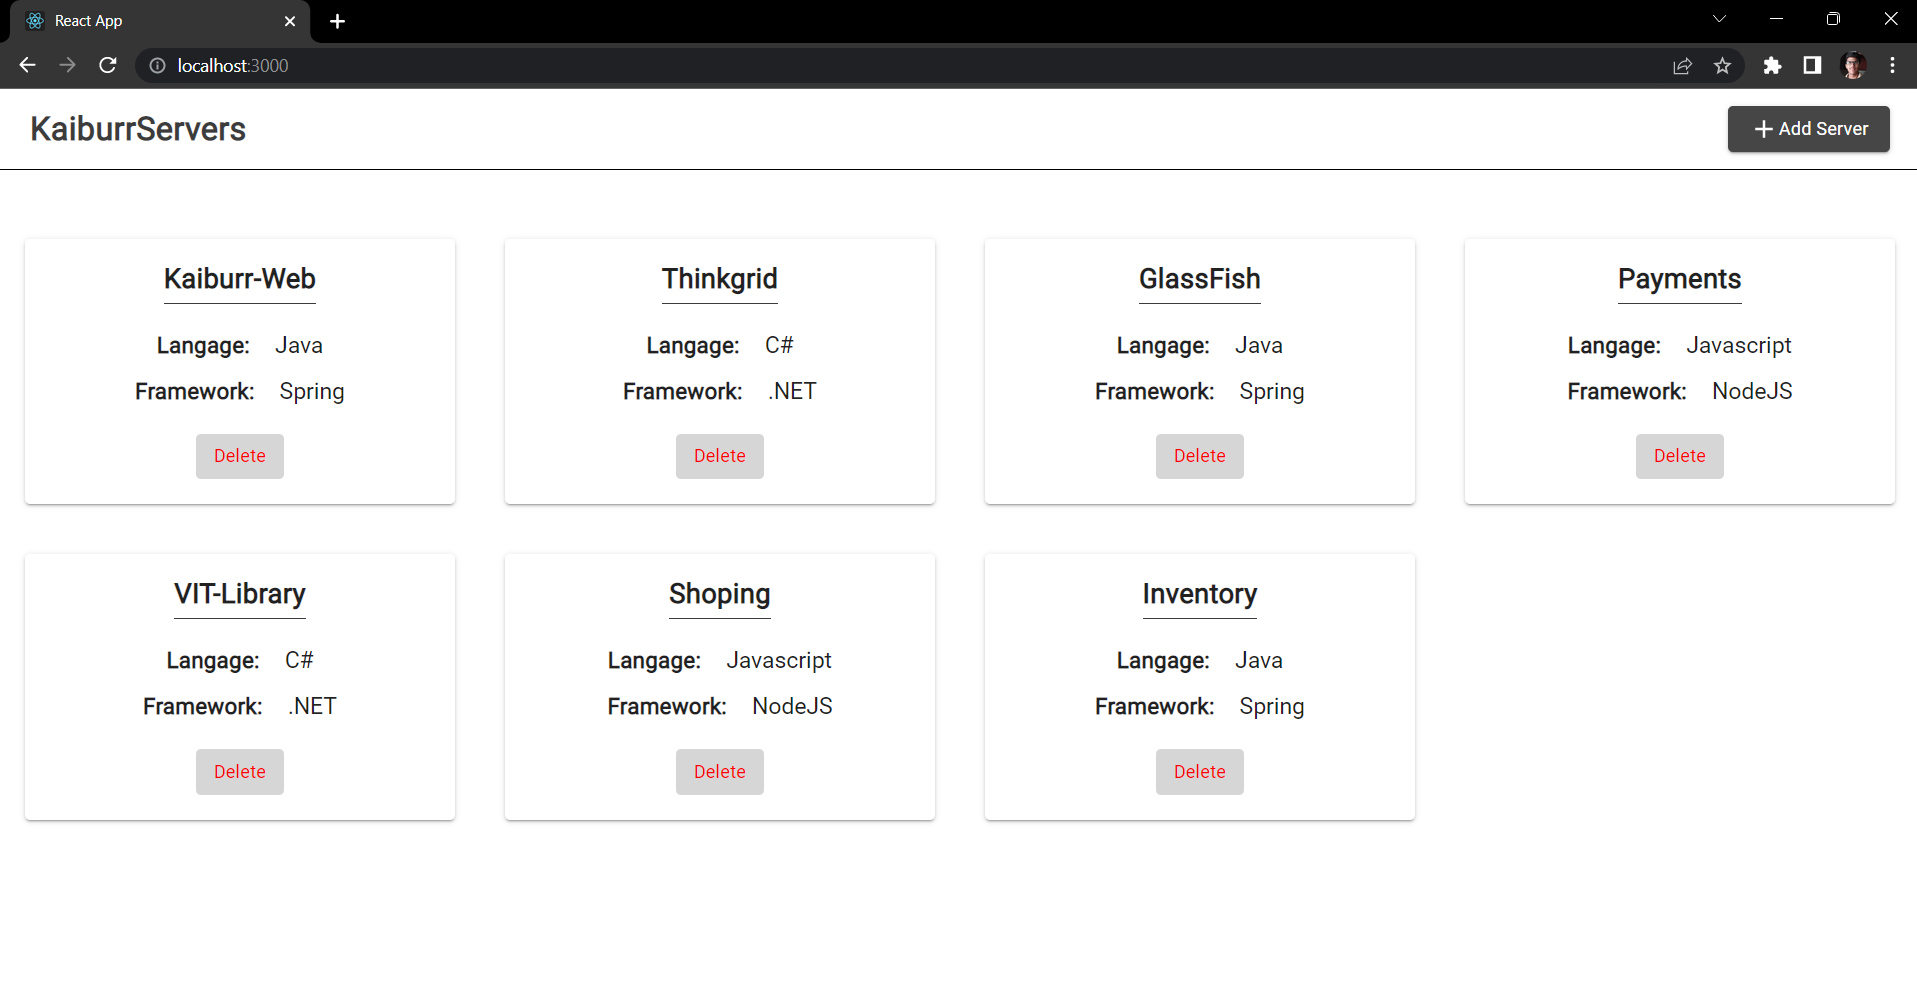 React App
localhost:3000
KaiburrServers
Add Server
Kaiburr-Web
Langage: Java
Framework: Spring
Delete
Thinkgrid
Langage: C#
Framework: .NET
Delete
GlassFish
Langage: Java
Framework: Spring
Delete
Payments
Langage: Javascript
Framework: NodeJS
Delete
VIT-Library
Langage: C#
Framework: .NET
Delete
Shoping
Langage: Javascript
Framework: NodeJS
Delete
Inventory
Langage: Java
Framework: Spring
Delete